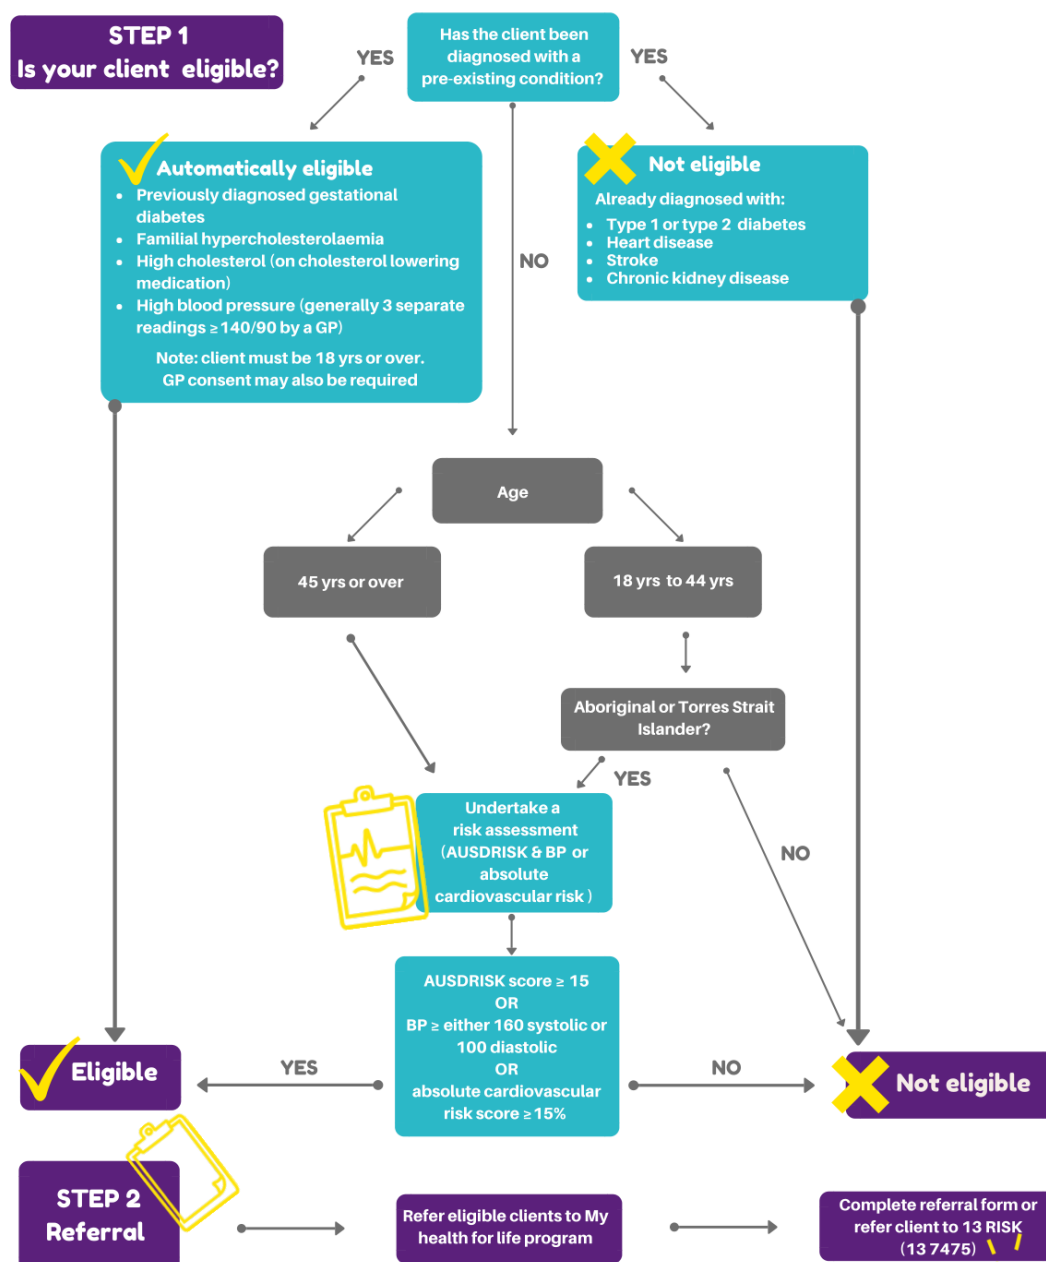 STEP 1
Is your client eligible?
Has the client been
diagnosed with a
pre-existing condition?
YES
YES
Automatically eligible
• Previously diagnosed gestational
diabetes
• Familial hypercholesterolaemia
• High cholesterol (on cholesterol lowering
medication)
• High blood pressure (generally 3 separate
readings ≥ 140/90 by a GP)
Note: client must be 18 yrs or over.
GP consent may also be required
Not eligible
Already diagnosed with:
• Type 1 or type 2 diabetes
• Heart disease
• Stroke
• Chronic kidney disease
NO
Age
45 yrs or over
18 yrs to 44 yrs
Aboriginal or Torres Strait
Islander?
YES
NO
Undertake a
risk assessment
(AUSDRISK & BP or
absolute
cardiovascular risk )
AUSDRISK score ≥ 15
OR
BP ≥ either 160 systolic or
100 diastolic
OR
absolute cardiovascular
risk score ≥ 15%
YES
NO
Eligible
Not eligible
STEP 2
Referral
Refer eligible clients to My
health for life program
Complete referral form or
refer client to 13 RISK
(13 7475)